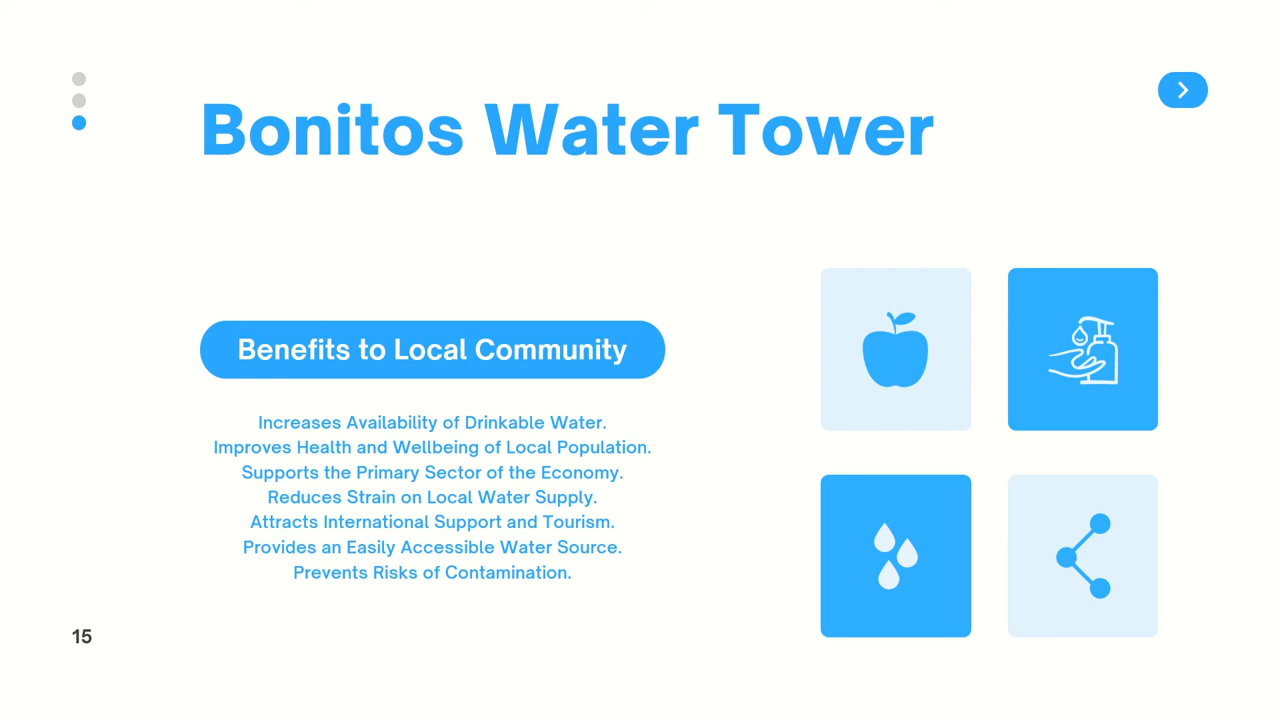 Bonitos Water Tower
Benefits to Local Community
Increases Availability of Drinkable Water.
Improves Health and Wellbeing of Local Population.
Supports the Primary Sector of the Economy.
Reduces Strain on Local Water Supply.
Attracts International Support and Tourism.
Provides an Easily Accessible Water Source.
Prevents Risks of Contamination.
15